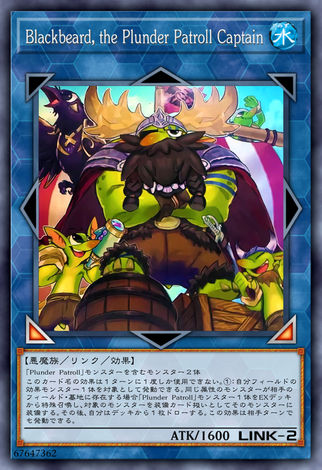 Blackbeard, the Plunder Patroll Captain
水
【悪魔族／リンク／効果】
「Plunder Patroll」モンスターを含むモンスター２体
このカード名の効果は１ターンに１度しか使用できない。①：自分フィールドの
効果モンスター１体を対象として発動できる。同じ属性のモンスターが相手の
フィールド・墓地に存在する場合「Plunder Patroll」モンスター１体をEXデッキ
から特殊召喚し、対象のモンスターを装備カード扱いとしてそのモンスターに
装備する。その後、自分はデッキから１枚ドローする。この効果は相手ターンで
も発動できる。
ATK/1600 LINK-2
67647362